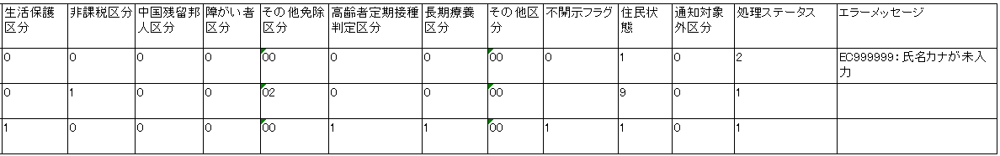 生活保護区分 非課税区分 中国残留邦人区分 障がい者区分 その他免除区分 高齢者定期接種判定区分 長期療養区分 その他区分 不開示フラグ 住民状態 通知対象外区分 処理ステータス エラーメッセージ
0 0 0 0 00 0 0 00 0 1 0 2 EC999999:氏名カナが未入力
0 1 0 0 02 0 0 00 9 0 1
1 0 0 0 00 1 1 00 1 1 0 1